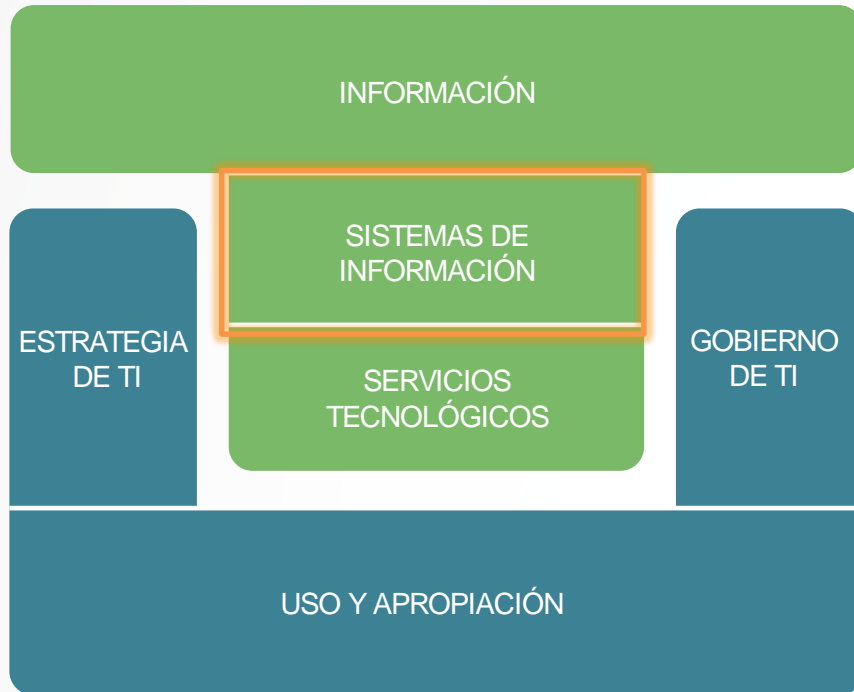 INFORMACIÓN
SISTEMAS DE
INFORMACIÓN
ESTRATEGIA
DE TI
SERVICIOS
TECNOLÓGICOS
GOBIERNO
DE TI
USO Y APROPIACIÓN